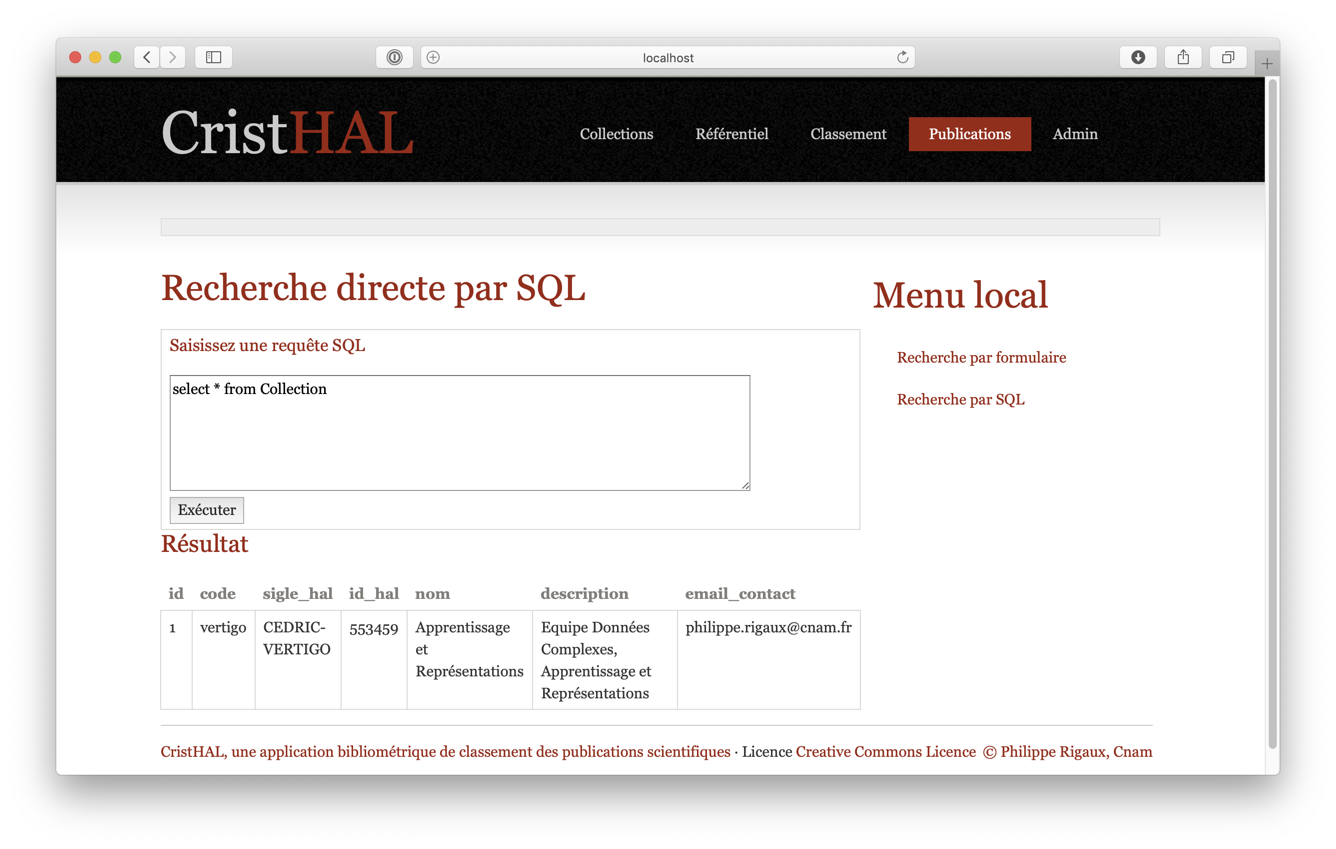 localhost
CristHAL
Collections Référentiel Classement Publications Admin
Recherche directe par SQL
Menu local
Saisissez une requête SQL
Recherche par formulaire
select * from Collection
Recherche par SQL
Exécuter
Résultat
id code sigle_hal id_hal nom description email_contact
1 vertigo CEDRIC- 553459 Apprentissage Equipe Données philippe.rigaux@cnam.fr
VERTIGO et Complexes,
Représentations Apprentissage et
Représentations
CristHAL, une application bibliométrique de classement des publications scientifiques · Licence Creative Commons Licence © Philippe Rigaux, Cnam